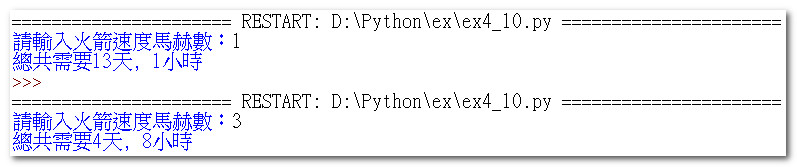 ====================== RESTART: D:\Python\ex\ex4_10.py ======================
請輸入火箭速度馬赫數：1
總共需要13天, 1小時
>>>
====================== RESTART: D:\Python\ex\ex4_10.py ======================
請輸入火箭速度馬赫數：3
總共需要4天, 8小時